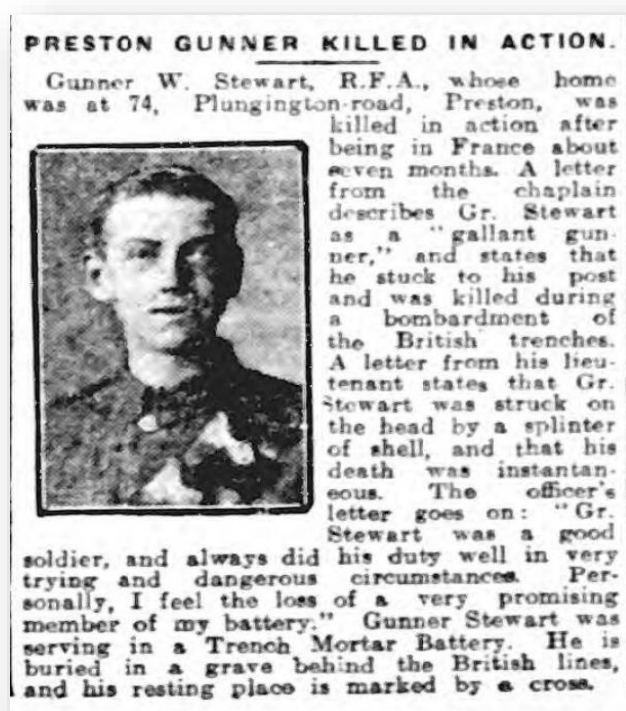 PRESTON GUNNER KILLED IN ACTION.
Gunner W. Stewart, R.F.A., whose home
was at 74, Plungington-road, Preston, was
killed in action after
being in France about
seven months. A letter
from the chaplain
describes Gr. Stewart
as a "gallant gun-
ner," and states that
he stuck to his post
and was killed during
a bombardment of
the British trenches.
A letter from his lieu-
tenant states that Gr.
Stewart was struck on
the head by a splinter
of shell, and that his
death was instantan-
eous. The officer's
letter goes on: "Gr.
Stewart was a good
soldier, and always did his duty well in very
trying and dangerous circumstances. Per-
sonally, I feel the loss of a very promising
member of my battery." Gunner Stewart was
serving in a Trench Mortar Battery. He is
buried in a grave behind the British lines,
and his resting place is marked by a cross.